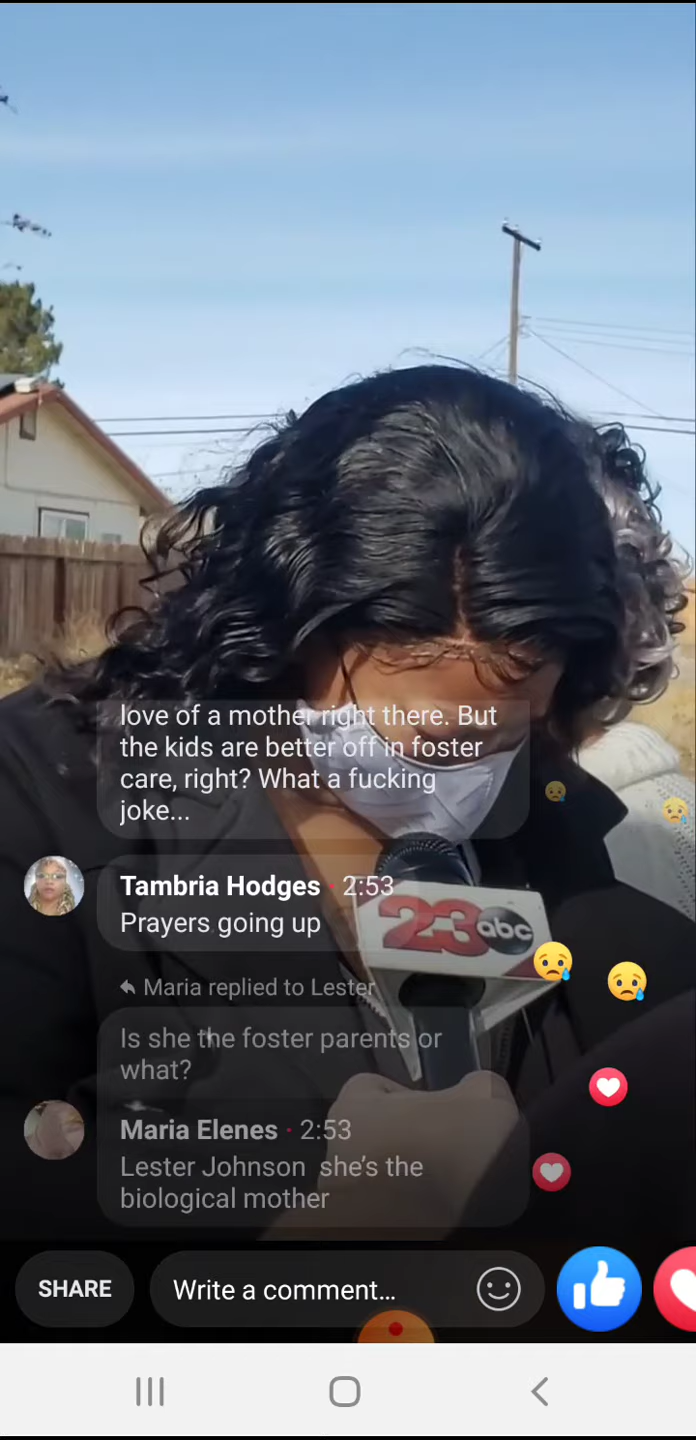 love of a mother right there. But
the kids are better off in foster
care, right? What a fucking
joke...
Tambria Hodges · 2:53
Prayers going up
23 abc
Maria replied to Lester
Is she the foster parents or
what?
Maria Elenes · 2:53
Lester Johnson she’s the
biological mother
SHARE
Write a comment...